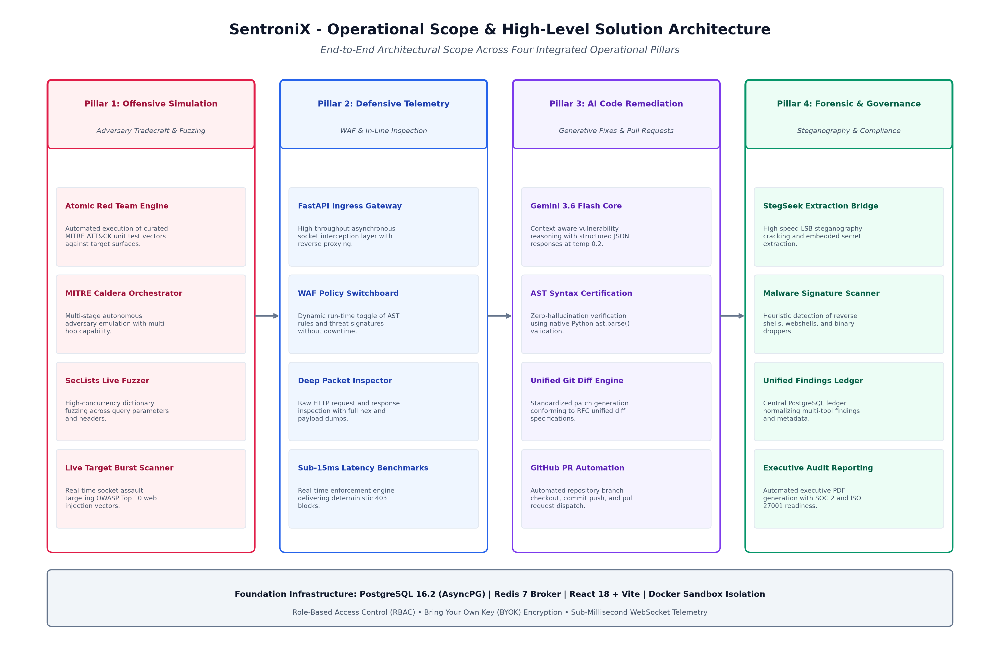 SentroniX - Operational Scope & High-Level Solution Architecture
End-to-End Architectural Scope Across Four Integrated Operational Pillars
Pillar 1: Offensive Simulation
Adversary Tradecraft & Fuzzing
Atomic Red Team Engine
Automated execution of curated
MITRE ATT&CK unit test vectors
against target surfaces.
MITRE Caldera Orchestrator
Multi-stage autonomous
adversary emulation with multi-
hop capability.
SecLists Live Fuzzer
High-concurrency dictionary
fuzzing across query parameters
and headers.
Live Target Burst Scanner
Real-time socket assault
targeting OWASP Top 10 web
injection vectors.
Pillar 2: Defensive Telemetry
WAF & In-Line Inspection
FastAPI Ingress Gateway
High-throughput asynchronous
socket interception layer with
reverse proxying.
WAF Policy Switchboard
Dynamic run-time toggle of AST
rules and threat signatures
without downtime.
Deep Packet Inspector
Raw HTTP request and response
inspection with full hex and
payload dumps.
Sub-15ms Latency Benchmarks
Real-time enforcement engine
delivering deterministic 403
blocks.
Pillar 3: AI Code Remediation
Generative Fixes & Pull Requests
Gemini 3.6 Flash Core
Context-aware vulnerability
reasoning with structured JSON
responses at temp 0.2.
AST Syntax Certification
Zero-hallucination verification
using native Python ast.parse()
validation.
Unified Git Diff Engine
Standardized patch generation
conforming to RFC unified diff
specifications.
GitHub PR Automation
Automated repository branch
checkout, commit push, and pull
request dispatch.
Pillar 4: Forensic & Governance
Steganography & Compliance
StegSeek Extraction Bridge
High-speed LSB steganography
cracking and embedded secret
extraction.
Malware Signature Scanner
Heuristic detection of reverse
shells, webshells, and binary
droppers.
Unified Findings Ledger
Central PostgreSQL ledger
normalizing multi-tool findings
and metadata.
Executive Audit Reporting
Automated executive PDF
generation with SOC 2 and ISO
27001 readiness.
Foundation Infrastructure: PostgreSQL 16.2 (AsyncPG) | Redis 7 Broker | React 18 + Vite | Docker Sandbox Isolation
Role-Based Access Control (RBAC) • Bring Your Own Key (BYOK) Encryption • Sub-Millisecond WebSocket Telemetry